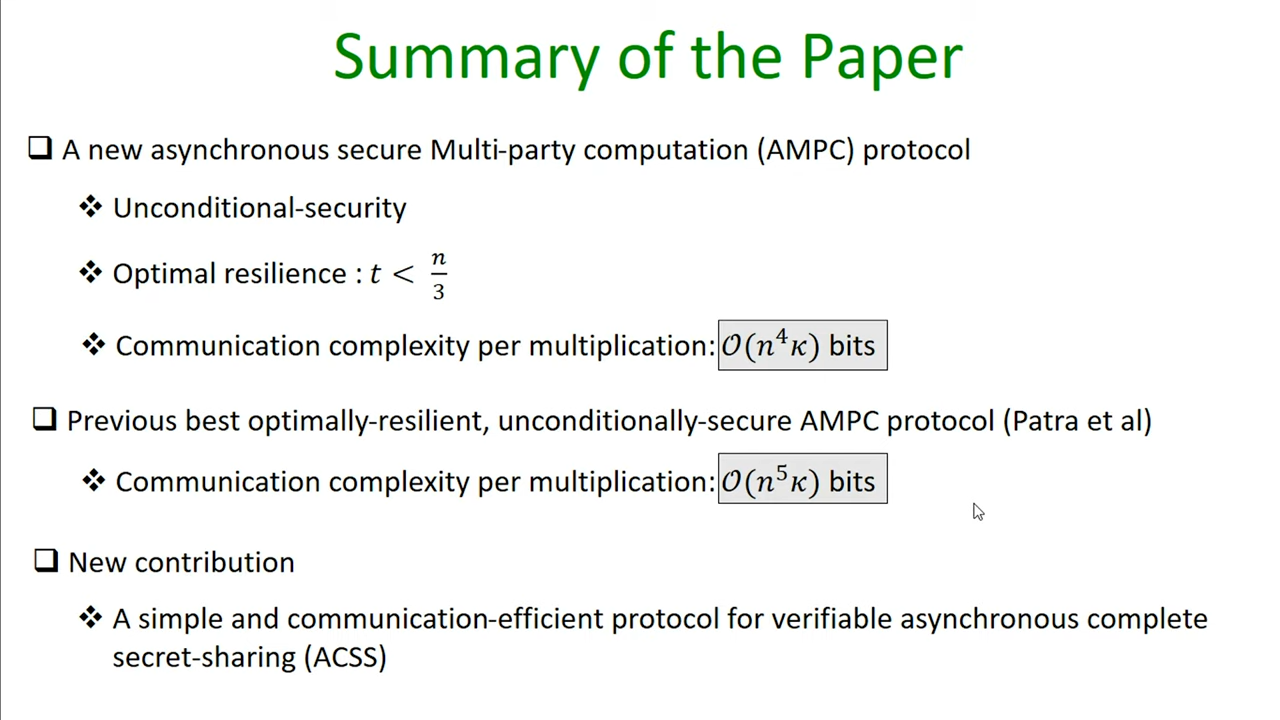 Summary of the Paper
❑ A new asynchronous secure Multi-party computation (AMPC) protocol
❖ Unconditional-security
❖ Optimal resilience : t < n/3
❖ Communication complexity per multiplication: 𝒪(n⁴κ) bits
❑ Previous best optimally-resilient, unconditionally-secure AMPC protocol (Patra et al)
❖ Communication complexity per multiplication: 𝒪(n⁵κ) bits
❑ New contribution
❖ A simple and communication-efficient protocol for verifiable asynchronous complete
secret-sharing (ACSS)